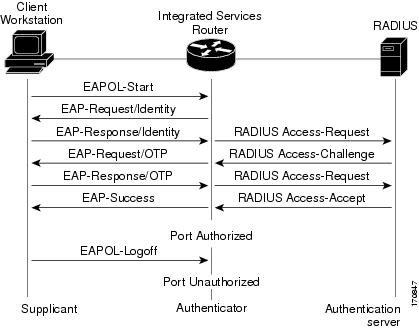 Client
Workstation
Integrated Services
Router
RADIUS
EAPOL-Start
EAP-Request/Identity
EAP-Response/Identity
RADIUS Access-Request
EAP-Request/OTP
RADIUS Access-Challenge
EAP-Response/OTP
RADIUS Access-Request
EAP-Success
RADIUS Access-Accept
Port Authorized
EAPOL-Logoff
Port Unauthorized
Supplicant
Authenticator
Authentication
server
170847